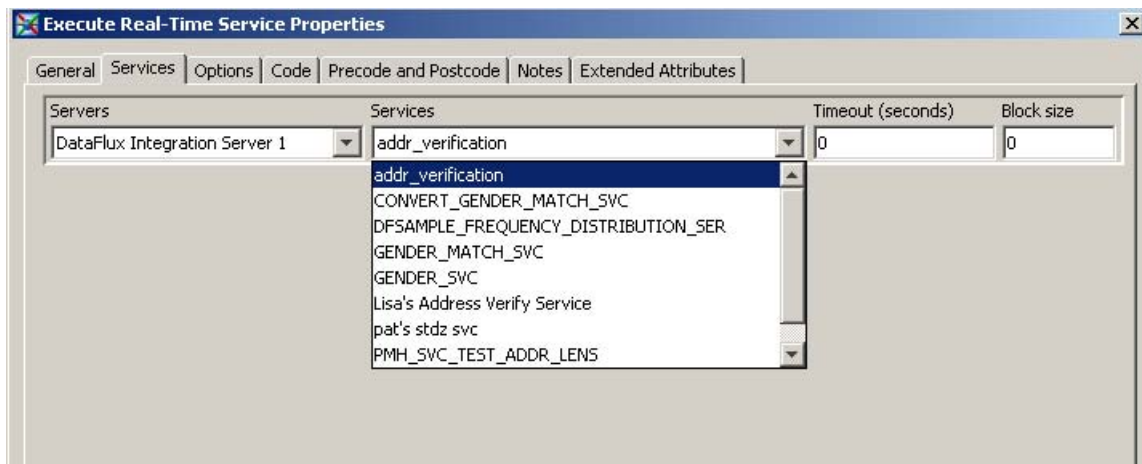 Execute Real-Time Service Properties
General Services Options Code Precode and Postcode Notes Extended Attributes
Servers Services Timeout (seconds) Block size
DataFlux Integration Server 1 addr_verification 0 0
addr_verification
CONVERT_GENDER_MATCH_SVC
DFSAMPLE_FREQUENCY_DISTRIBUTION_SER
GENDER_MATCH_SVC
GENDER_SVC
Lisa's Address Verify Service
pat's stdz svc
PMH_SVC_TEST_ADDR_LENS